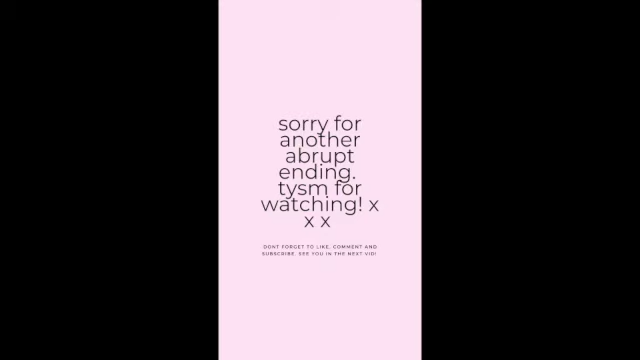 sorry for
another
abrupt
ending.
tysm for
watching! x
x x
DONT FORGET TO LIKE, COMMENT AND
SUBSCRIBE. SEE YOU IN THE NEXT VID!